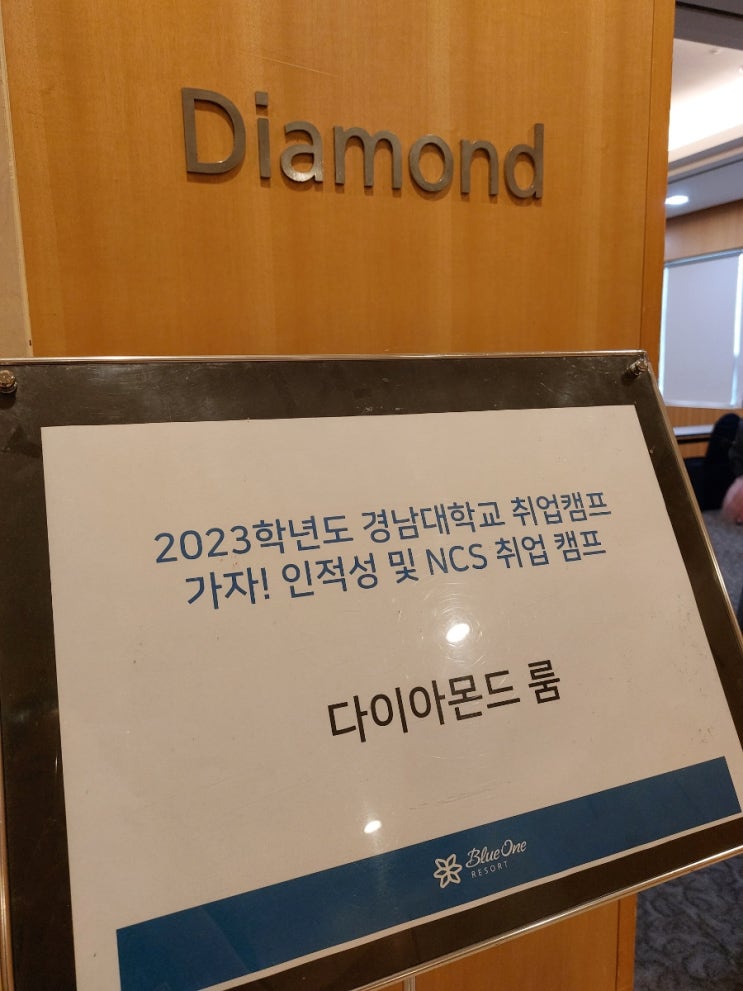 Diamond
2023학년도 경남대학교 취업캠프
가자! 인적성 및 NCS 취업 캠프
다이아몬드 룸
Blue One
RESORT